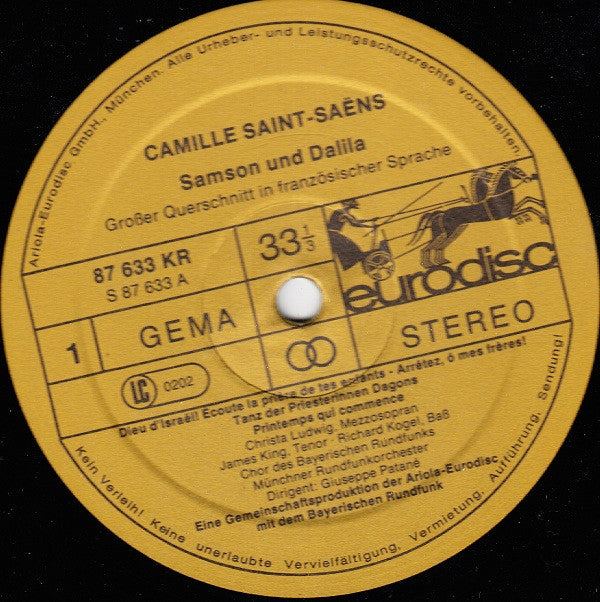 Ariola-Eurodisc GmbH., München. Alle Urheber- und Leistungsschutzrechte vorbehalten
CAMILLE SAINT-SAËNS
Samson und Dalila
Großer Querschnitt in französischer Sprache
87 633 KR
S 87 633 A
33 1/3
eurodisc
1
GEMA
STEREO
LC 0202
Dieu d'Israël! Ecoute la prière de tes enfants - Arrêtez, ô mes frères!
Tanz der Priesterinnen Dagons
Printemps qui commence
Christa Ludwig, Mezzosopran
James King, Tenor · Richard Kogel, Baß
Chor des Bayerischen Rundfunks
Münchner Rundfunkorchester
Dirigent: Giuseppe Patanè
Eine Gemeinschaftsproduktion der Ariola-Eurodisc
mit dem Bayerischen Rundfunk
Kein Verleih! Keine unerlaubte Vervielfältigung, Vermietung, Aufführung, Sendung!